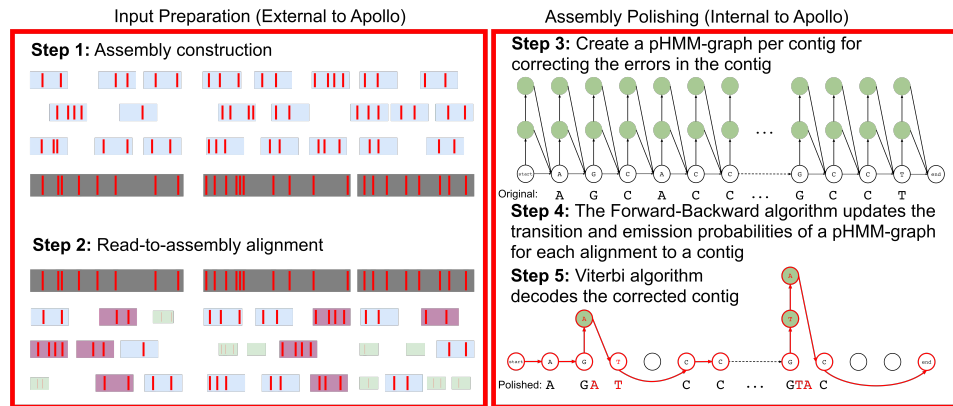 Input Preparation (External to Apollo)
Step 1: Assembly construction
Step 2: Read-to-assembly alignment
Assembly Polishing (Internal to Apollo)
Step 3: Create a pHMM-graph per contig for
correcting the errors in the contig
...
start A G C A C C G C C T end
Original: A G C A C C ... G C C T
Step 4: The Forward-Backward algorithm updates the
transition and emission probabilities of a pHMM-graph
for each alignment to a contig
Step 5: Viterbi algorithm
decodes the corrected contig
A
A T
start A G T C C G C end
Polished: A GA T C C ... GTA C